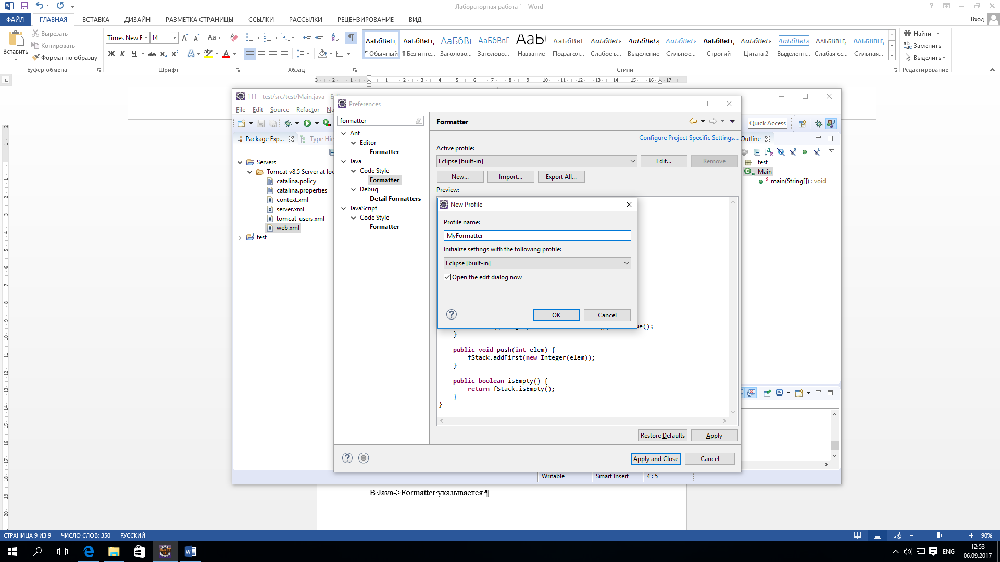 Лабораторная работа 1 - Word
ФАЙЛ ГЛАВНАЯ ВСТАВКА ДИЗАЙН РАЗМЕТКА СТРАНИЦЫ ССЫЛКИ РАССЫЛКИ РЕЦЕНЗИРОВАНИЕ ВИД Вход
Вставить
Вырезать
Копировать
Формат по образцу
Буфер обмена
Times New R 14
Ж К Ч abc x₂ x²
Шрифт
Абзац
АаБбВвГг, АаБбВвГг, АаБбВі АаБбВвГ АаЬ АаБбВвГ АаБбВвГг АаБбВвГг АаБбВвГг АаБбВвГг, АаБбВвГг АаБбВвГг АаБбВвГг, АаБбВвГг,
¶ Обычный ¶ Без инте... Заголово... Заголово... Название Подзагол... Слабое в... Выделение Сильное... Строгий Цитата 2 Выделенн... Слабая сс... Сильная...
Стили
Найти
Заменить
Выделить
Редактирование
3 2 1 1 2 3 4 5 6 7 8 9 10 11 12 13 14 15 16 17
111 - test/src/test/Main.java -
File Edit Source Refactor
Quick Access
Package Exp...
Type Hie
Servers
Tomcat v8.5 Server at loc
catalina.policy
catalina.properties
context.xml
server.xml
tomcat-users.xml
web.xml
test
Preferences
formatter
Ant
Editor
Formatter
Java
Code Style
Formatter
Debug
Detail Formatters
JavaScript
Code Style
Formatter
Formatter
Configure Project Specific Settings...
Active profile:
Eclipse [built-in]
Edit...
Remove
New...
Import...
Export All...
Preview:
New Profile
Profile name:
MyFormatter
Initialize settings with the following profile:
Eclipse [built-in]
Open the edit dialog now
OK
Cancel
ue();
}
public void push(int elem) {
fStack.addFirst(new Integer(elem));
}
public boolean isEmpty() {
return fStack.isEmpty();
}
}
Restore Defaults
Apply
Apply and Close
Cancel
Outline
test
Main
main(String[]) : void
Writable
Smart Insert
4 : 5
В·Java->Formatter·указывается·¶
СТРАНИЦА 9 ИЗ 9 ЧИСЛО СЛОВ: 350 РУССКИЙ
90%
ENG
12:53
06.09.2017